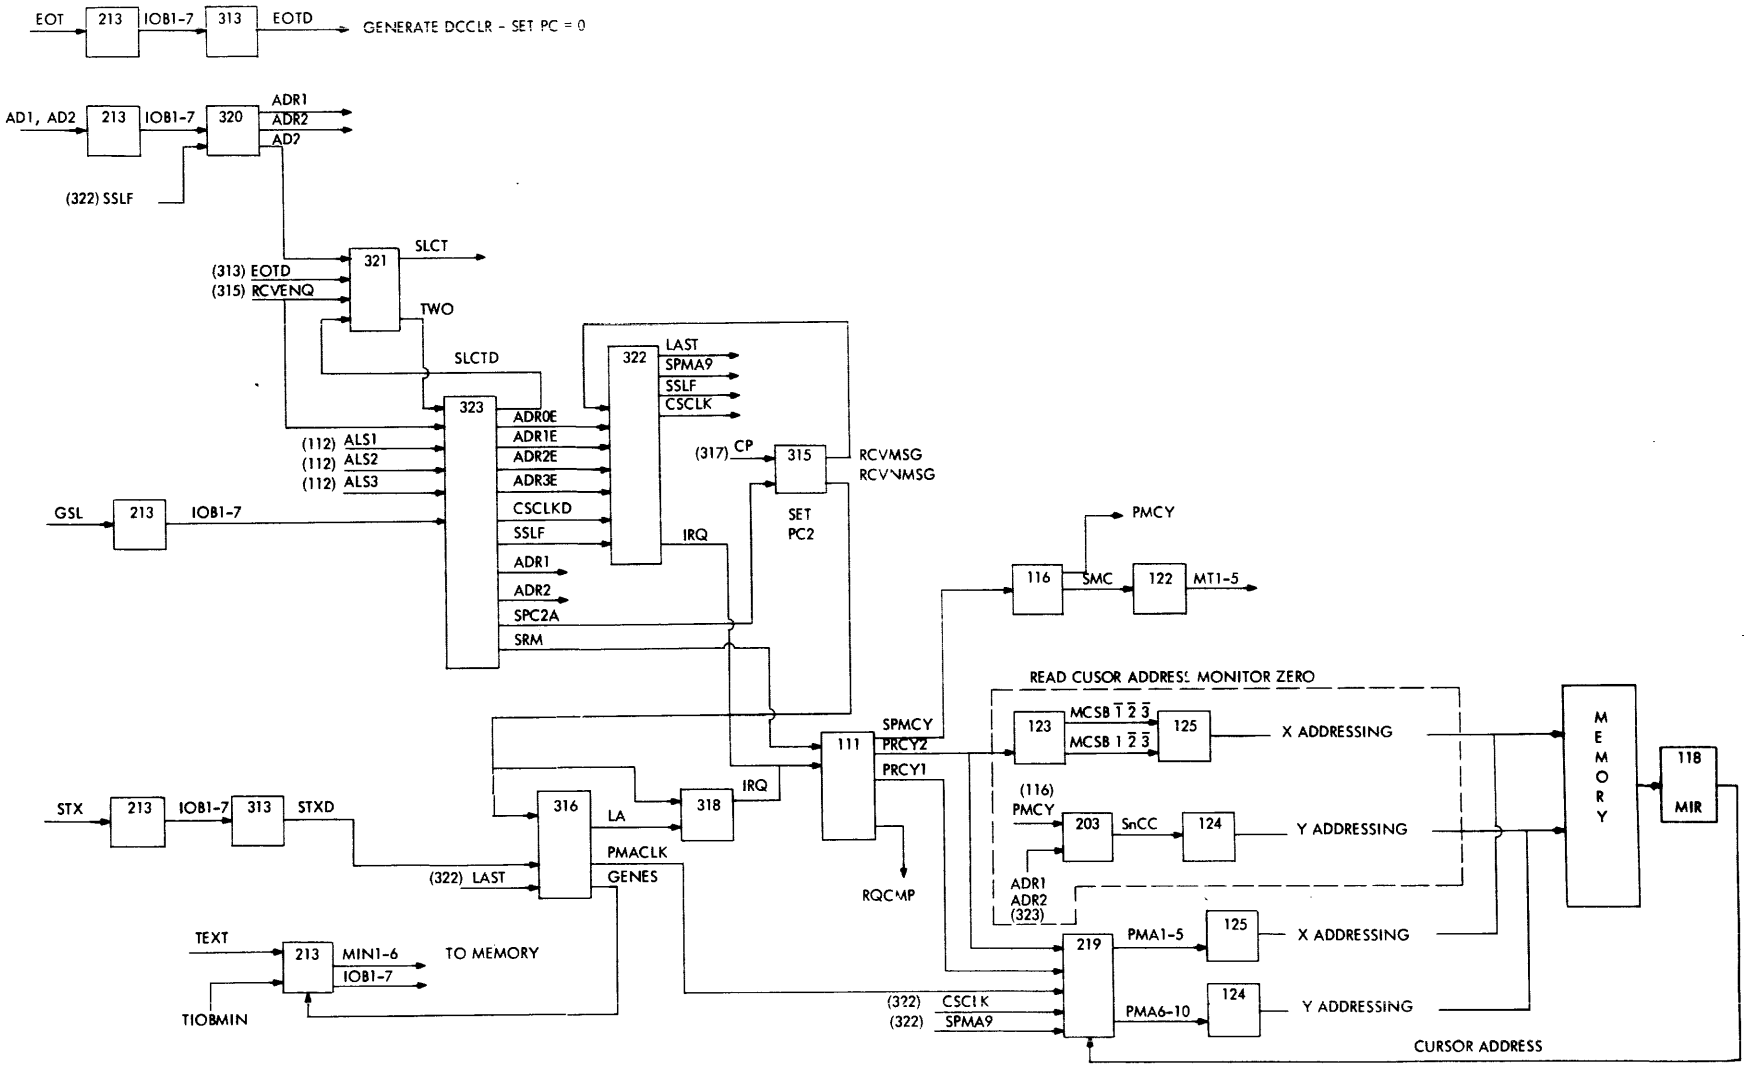 EOT
213
IOB1-7
313
EOTD
GENERATE DCCLR - SET PC = 0
AD1, AD2
213
IOB1-7
320
ADR1
ADR2
AD2
(322) SSLF
(313) EOTD
(315) RCVENQ
321
SLCT
TWO
SLCTD
323
(112) ALS1
(112) ALS2
(112) ALS3
GSL
213
IOB1-7
ADR0E
ADR1E
ADR2E
ADR3E
CSCLKD
SSLF
ADR1
ADR2
SPC2A
SRM
322
LAST
SPMA9
SSLF
CSCLK
IRQ
(317) CP
315
RCVMSG
RCVNMSG
SET
PC2
PMCY
116
SMC
122
MT1-5
READ CUSOR ADDRESS MONITOR ZERO
111
SPMCY
PRCY2
PRCY1
RQCMP
123
MCSB 1̅ 2̅ 3̅
MCSB 1 2̅ 3̅
125
X ADDRESSING
(116)
PMCY
203
SnCC
124
Y ADDRESSING
ADR1
ADR2
(323)
MEMORY
118
MIR
STX
213
IOB1-7
313
STXD
316
LA
318
IRQ
PMACLK
GENES
(322) LAST
TEXT
213
MIN1-6
IOB1-7
TO MEMORY
TIOBMIN
219
PMA1-5
125
X ADDRESSING
PMA6-10
124
Y ADDRESSING
(322) CSCLK
(322) SPMA9
CURSOR ADDRESS